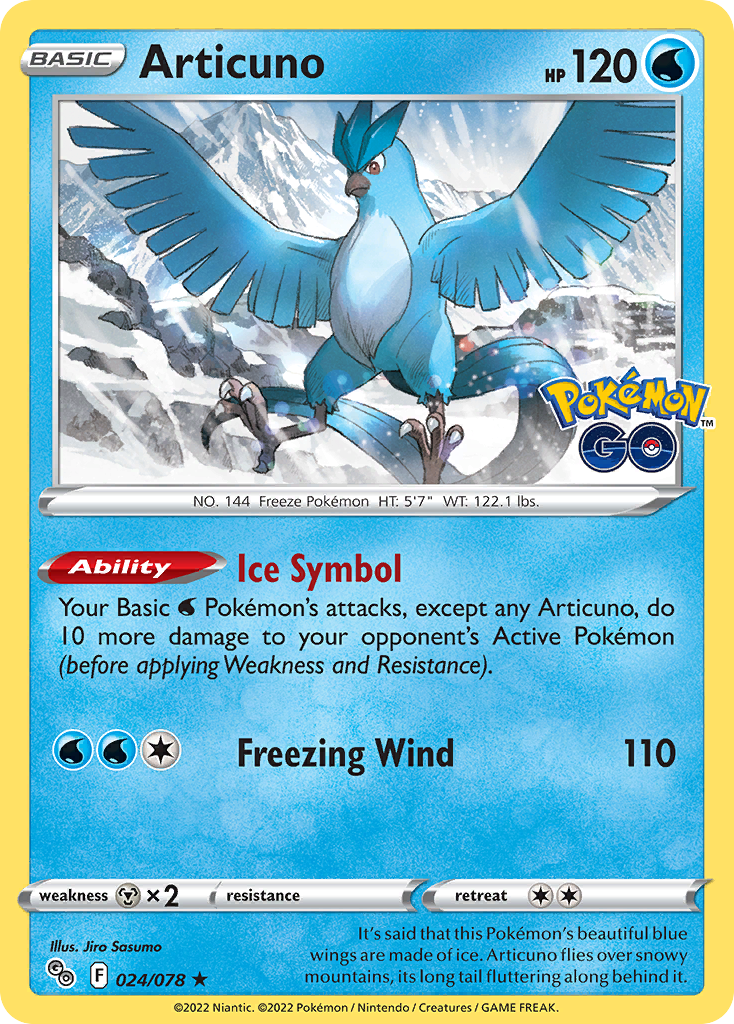 BASIC Articuno HP 120
POKéMON™
GO
NO. 144 Freeze Pokémon HT: 5'7" WT: 122.1 lbs.
Ability Ice Symbol
Your Basic Pokémon's attacks, except any Articuno, do
10 more damage to your opponent's Active Pokémon
(before applying Weakness and Resistance).
Freezing Wind 110
weakness ×2 resistance retreat
Illus. Jiro Sasumo
It's said that this Pokémon's beautiful blue
wings are made of ice. Articuno flies over snowy
mountains, its long tail fluttering along behind it.
GO F 024/078 ★
©2022 Niantic. ©2022 Pokémon / Nintendo / Creatures / GAME FREAK.